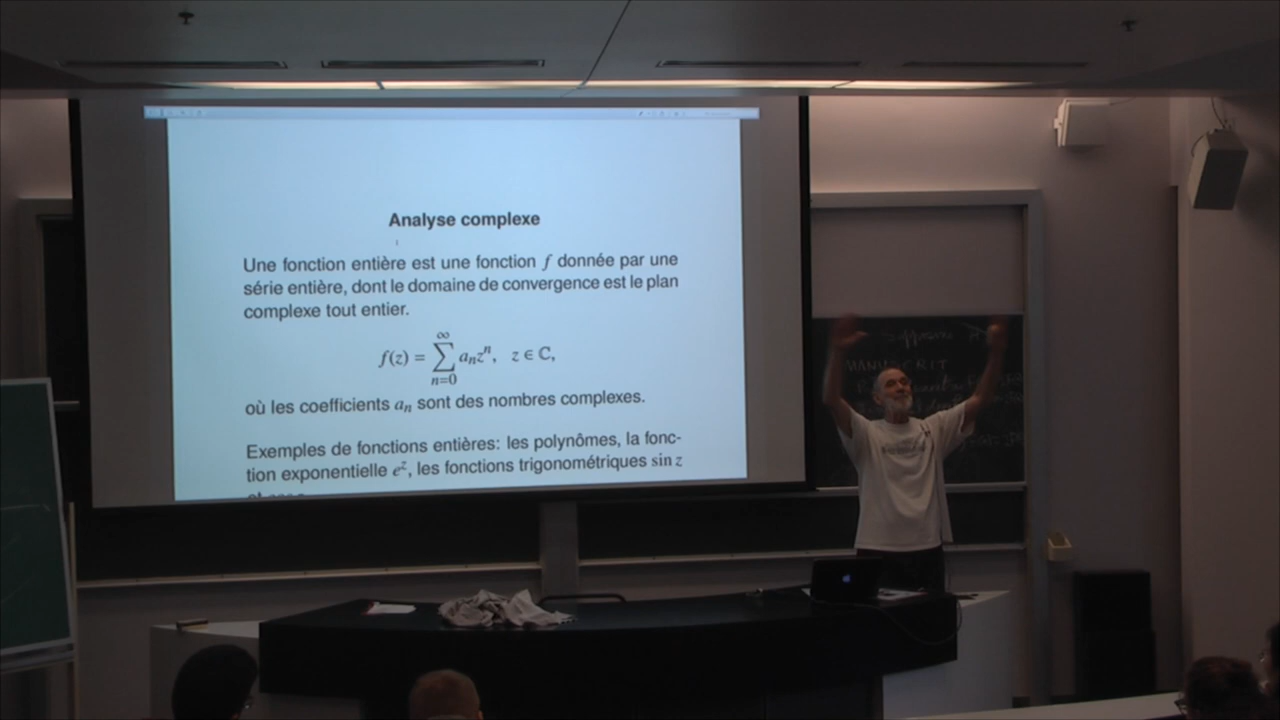 Analyse complexe
Une fonction entière est une fonction f donnée par une
série entière, dont le domaine de convergence est le plan
complexe tout entier.
f(z) = ∑_{n=0}^{∞} a_n z^n, z ∈ ℂ,
où les coefficients a_n sont des nombres complexes.
Exemples de fonctions entières: les polynômes, la fonc-
tion exponentielle e^z, les fonctions trigonométriques sin z
MANUSCRIT